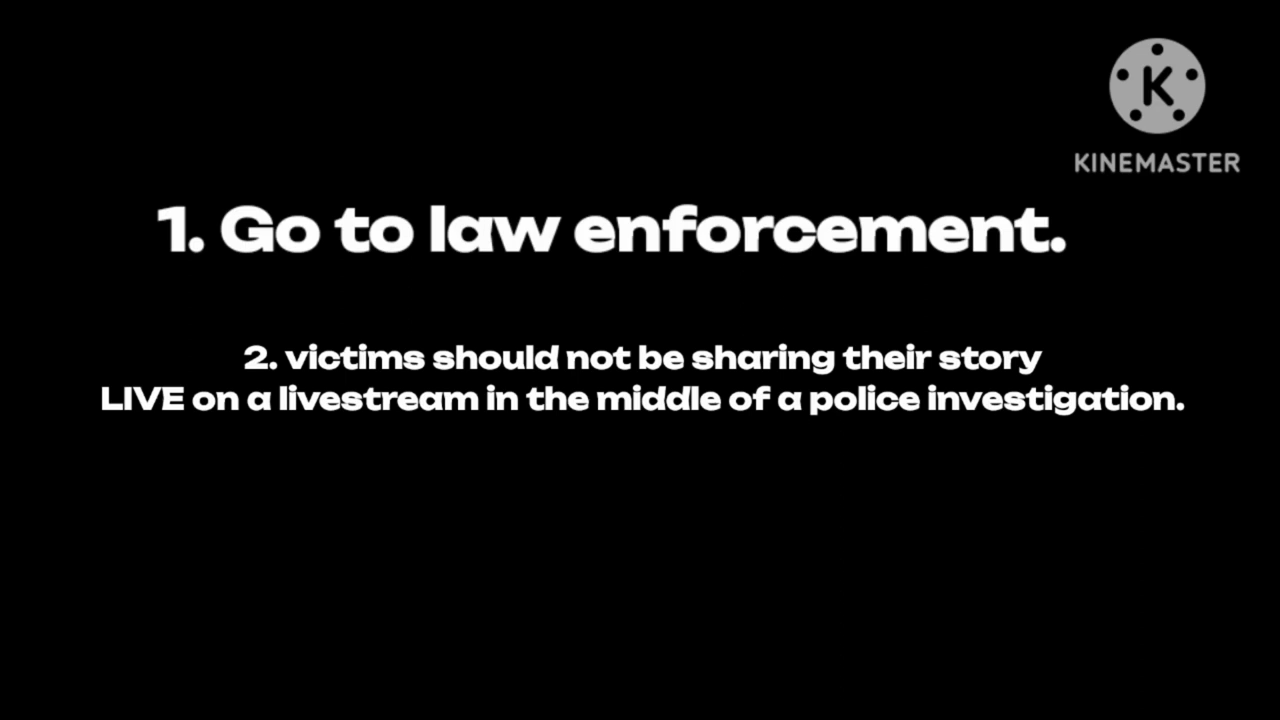 K
KINEMASTER
1. Go to law enforcement.
2. victims should not be sharing their story
LIVE on a livestream in the middle of a police investigation.